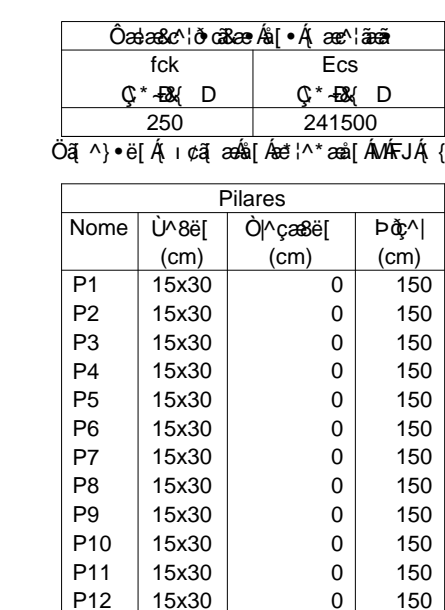 fck Ecs
250 241500
Pilares
Nome
(cm) (cm) (cm)
P1 15x30 0 150
P2 15x30 0 150
P3 15x30 0 150
P4 15x30 0 150
P5 15x30 0 150
P6 15x30 0 150
P7 15x30 0 150
P8 15x30 0 150
P9 15x30 0 150
P10 15x30 0 150
P11 15x30 0 150
P12 15x30 0 150